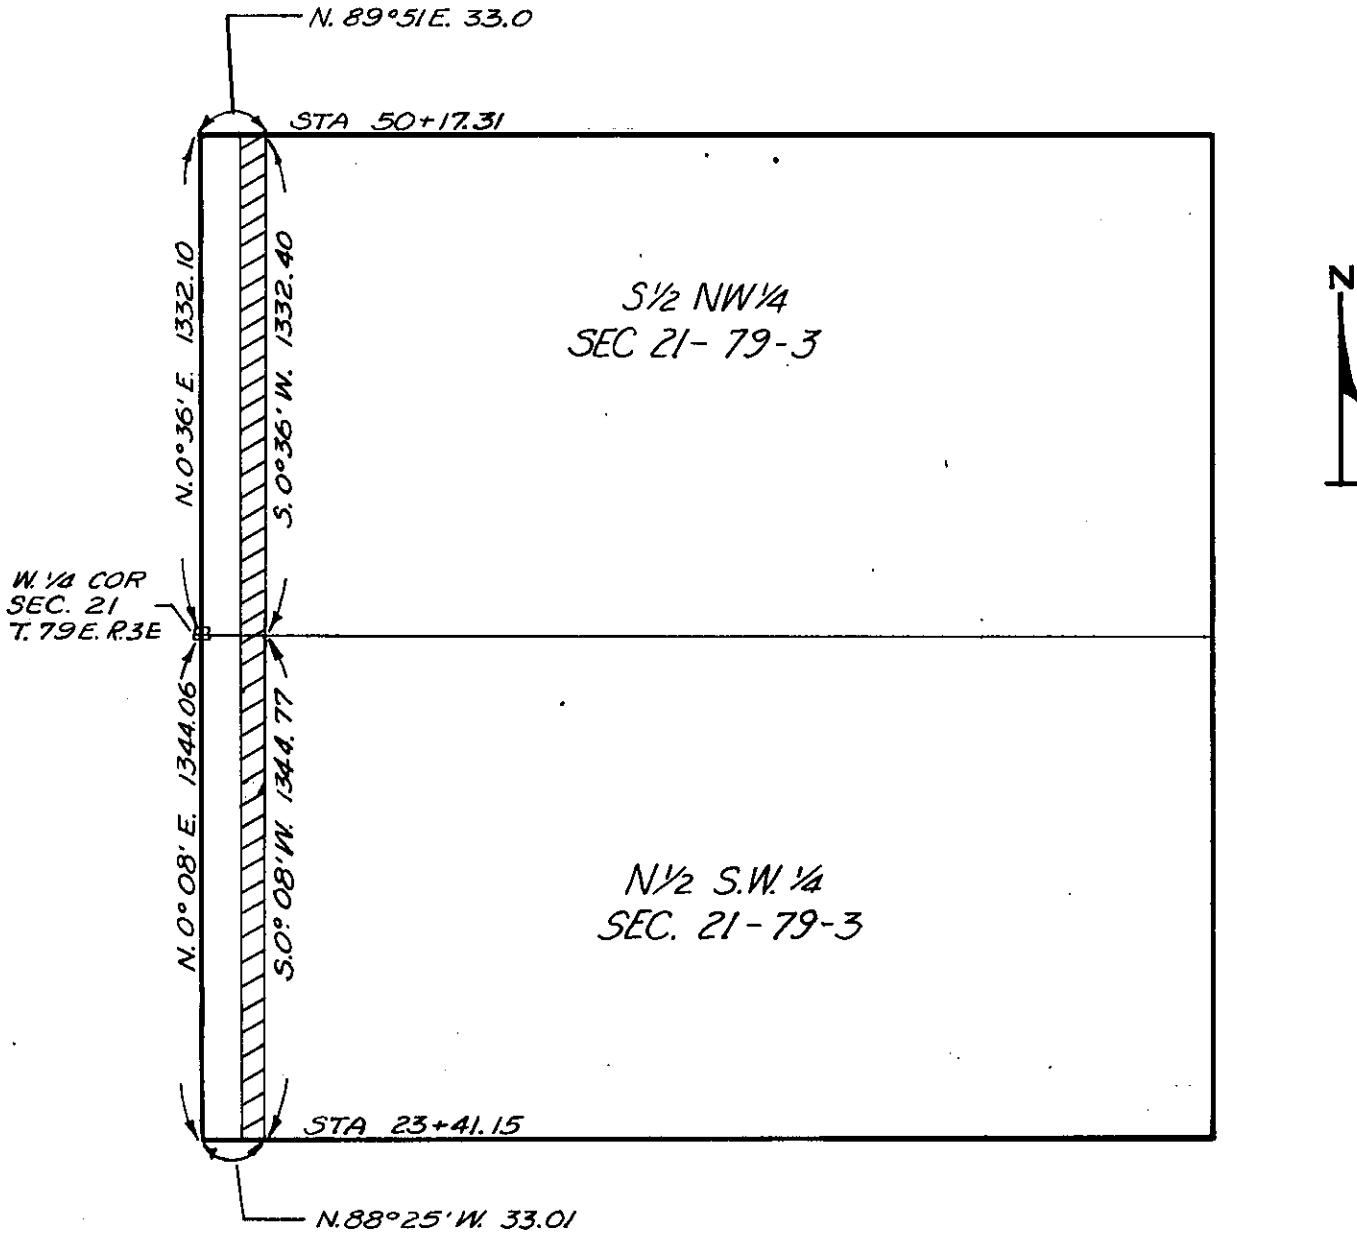 N. 89°51'E. 33.0
STA 50+17.31
N. 0°36' E. 1332.10
S. 0°36' W. 1332.40
S½ NW¼
SEC 21- 79-3
N
W. ¼ COR
SEC. 21
T. 79E. R.3E
N. 0° 08' E. 1344.06
S. 0° 08' W. 1344.77
N½ S.W. ¼
SEC. 21-79-3
STA 23+41.15
N. 88°25' W. 33.01